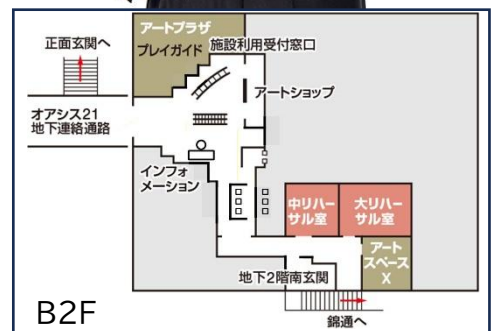 アートプラザ
正面玄関へ
プレイガイド
施設利用受付窓口
アートショップ
オアシス21
地下連絡通路
インフォ
メーション
中リハー
サル室
大リハー
サル室
アート
スペース
X
地下2階南玄関
B2F
錦通へ